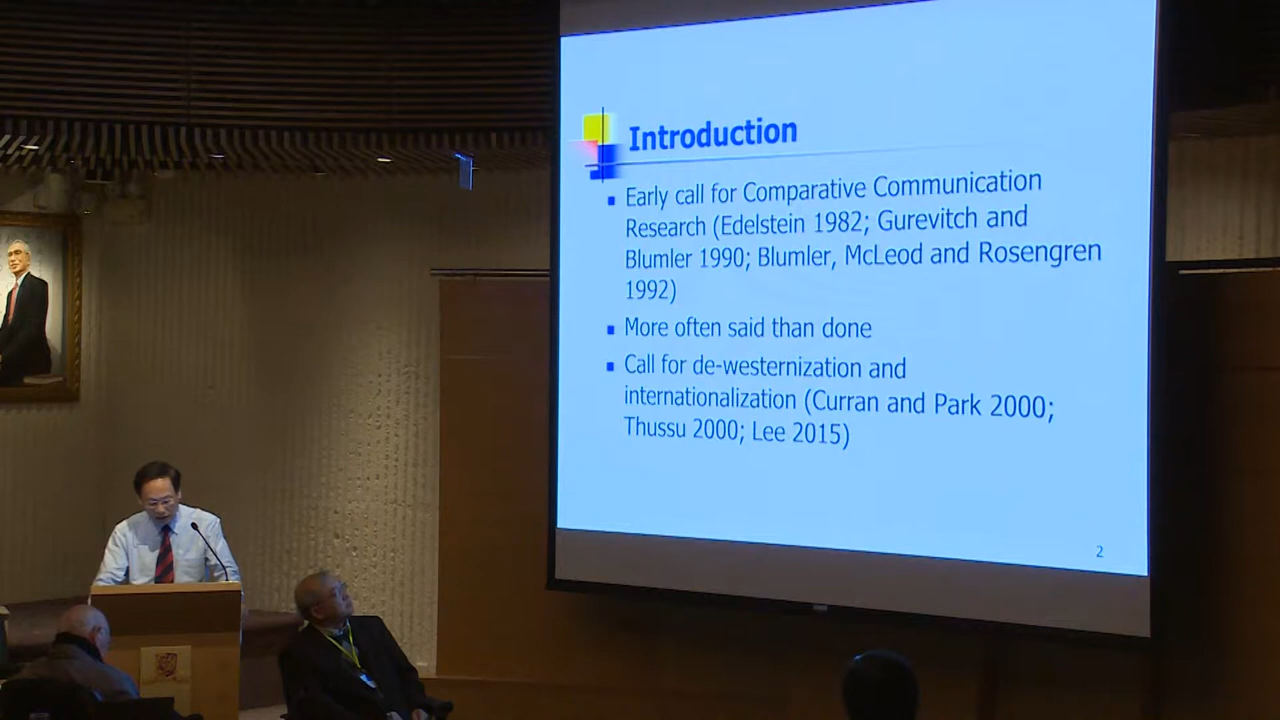 Introduction
Early call for Comparative Communication
Research (Edelstein 1982; Gurevitch and
Blumler 1990; Blumler, McLeod and Rosengren
1992)
More often said than done
Call for de-westernization and
internationalization (Curran and Park 2000;
Thussu 2000; Lee 2015)
2